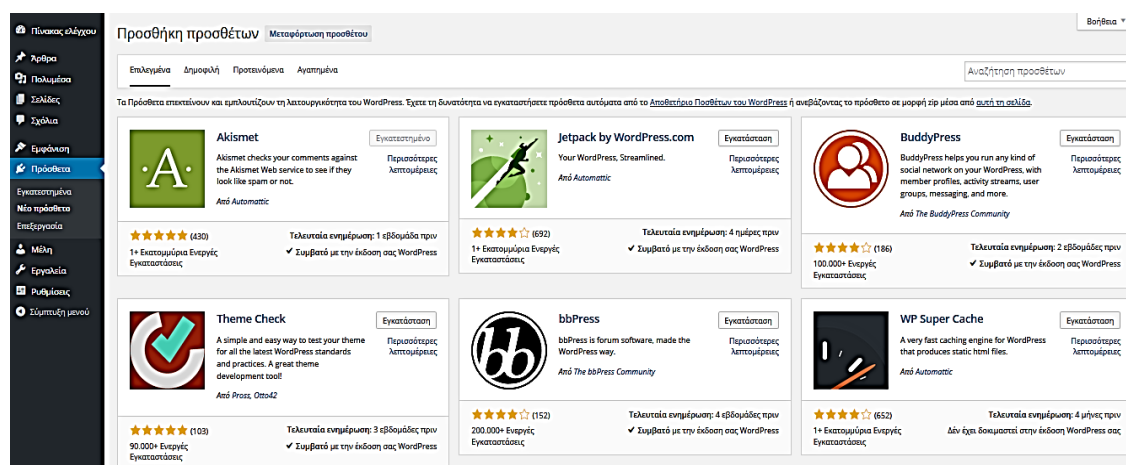 Βοήθεια
Πίνακας ελέγχου
Άρθρα
Πολυμέσα
Σελίδες
Σχόλια
Εμφάνιση
Πρόσθετα
Εγκατεστημένα
Νέο πρόσθετο
Επεξεργασία
Μέλη
Εργαλεία
Ρυθμίσεις
Σύμπτυξη μενού
Προσθήκη προσθέτων Μεταφόρτωση προσθέτου
Επιλεγμένα Δημοφιλή Προτεινόμενα Αγαπημένα
Αναζήτηση προσθέτων
Τα Πρόσθετα επεκτείνουν και εμπλουτίζουν τη λειτουργικότητα του WordPress. Έχετε τη δυνατότητα να εγκαταστήσετε πρόσθετα αυτόματα από το Αποθετήριο Ποσθέτων του WordPress ή ανεβάζοντας το πρόσθετο σε μορφή zip μέσα από αυτή τη σελίδα.
·A·
Akismet
Εγκατεστημένο
Περισσότερες
λεπτομέρειες
Akismet checks your comments against
the Akismet Web service to see if they
look like spam or not.
Από Automattic
(430)
1+ Εκατομμύρια Ενεργές
Εγκαταστάσεις
Τελευταία ενημέρωση: 1 εβδομάδα πριν
✔ Συμβατό με την έκδοση σας WordPress
Jetpack by WordPress.com
Εγκατάσταση
Περισσότερες
λεπτομέρειες
Your WordPress, Streamlined.
Από Automattic
(692)
1+ Εκατομμύρια Ενεργές
Εγκαταστάσεις
Τελευταία ενημέρωση: 4 ημέρες πριν
✔ Συμβατό με την έκδοση σας WordPress
BuddyPress
Εγκατάσταση
Περισσότερες
λεπτομέρειες
BuddyPress helps you run any kind of
social network on your WordPress, with
member profiles, activity streams, user
groups, messaging, and more.
Από The BuddyPress Community
(186)
100.000+ Ενεργές
Εγκαταστάσεις
Τελευταία ενημέρωση: 2 εβδομάδες πριν
✔ Συμβατό με την έκδοση σας WordPress
Theme Check
Εγκατάσταση
Περισσότερες
λεπτομέρειες
A simple and easy way to test your theme
for all the latest WordPress standards
and practices. A great theme
development tool!
Από Pross, Otto42
(103)
90.000+ Ενεργές
Εγκαταστάσεις
Τελευταία ενημέρωση: 3 εβδομάδες πριν
✔ Συμβατό με την έκδοση σας WordPress
bb
bbPress
Εγκατάσταση
Περισσότερες
λεπτομέρειες
bbPress is forum software, made the
WordPress way.
Από The bbPress Community
(152)
200.000+ Ενεργές
Εγκαταστάσεις
Τελευταία ενημέρωση: 4 εβδομάδες πριν
✔ Συμβατό με την έκδοση σας WordPress
WP Super Cache
Εγκατάσταση
Περισσότερες
λεπτομέρειες
A very fast caching engine for WordPress
that produces static html files.
Από Automattic
(652)
1+ Εκατομμύρια Ενεργές
Εγκαταστάσεις
Τελευταία ενημέρωση: 4 μήνες πριν
Δέν έχει δοκιμαστεί στην έκδοση WordPress σας